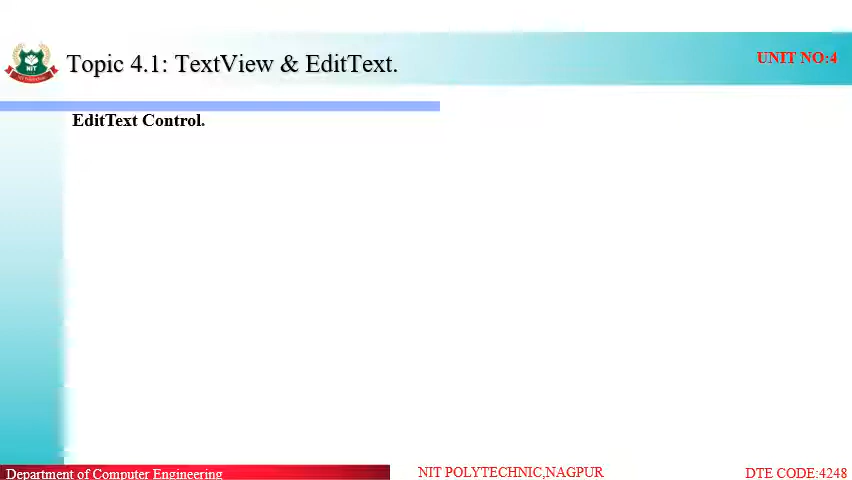 Topic 4.1: TextView & EditText.
UNIT NO:4
NIT
EditText Control.
Department of Computer Engineering
NIT POLYTECHNIC,NAGPUR
DTE CODE:4248